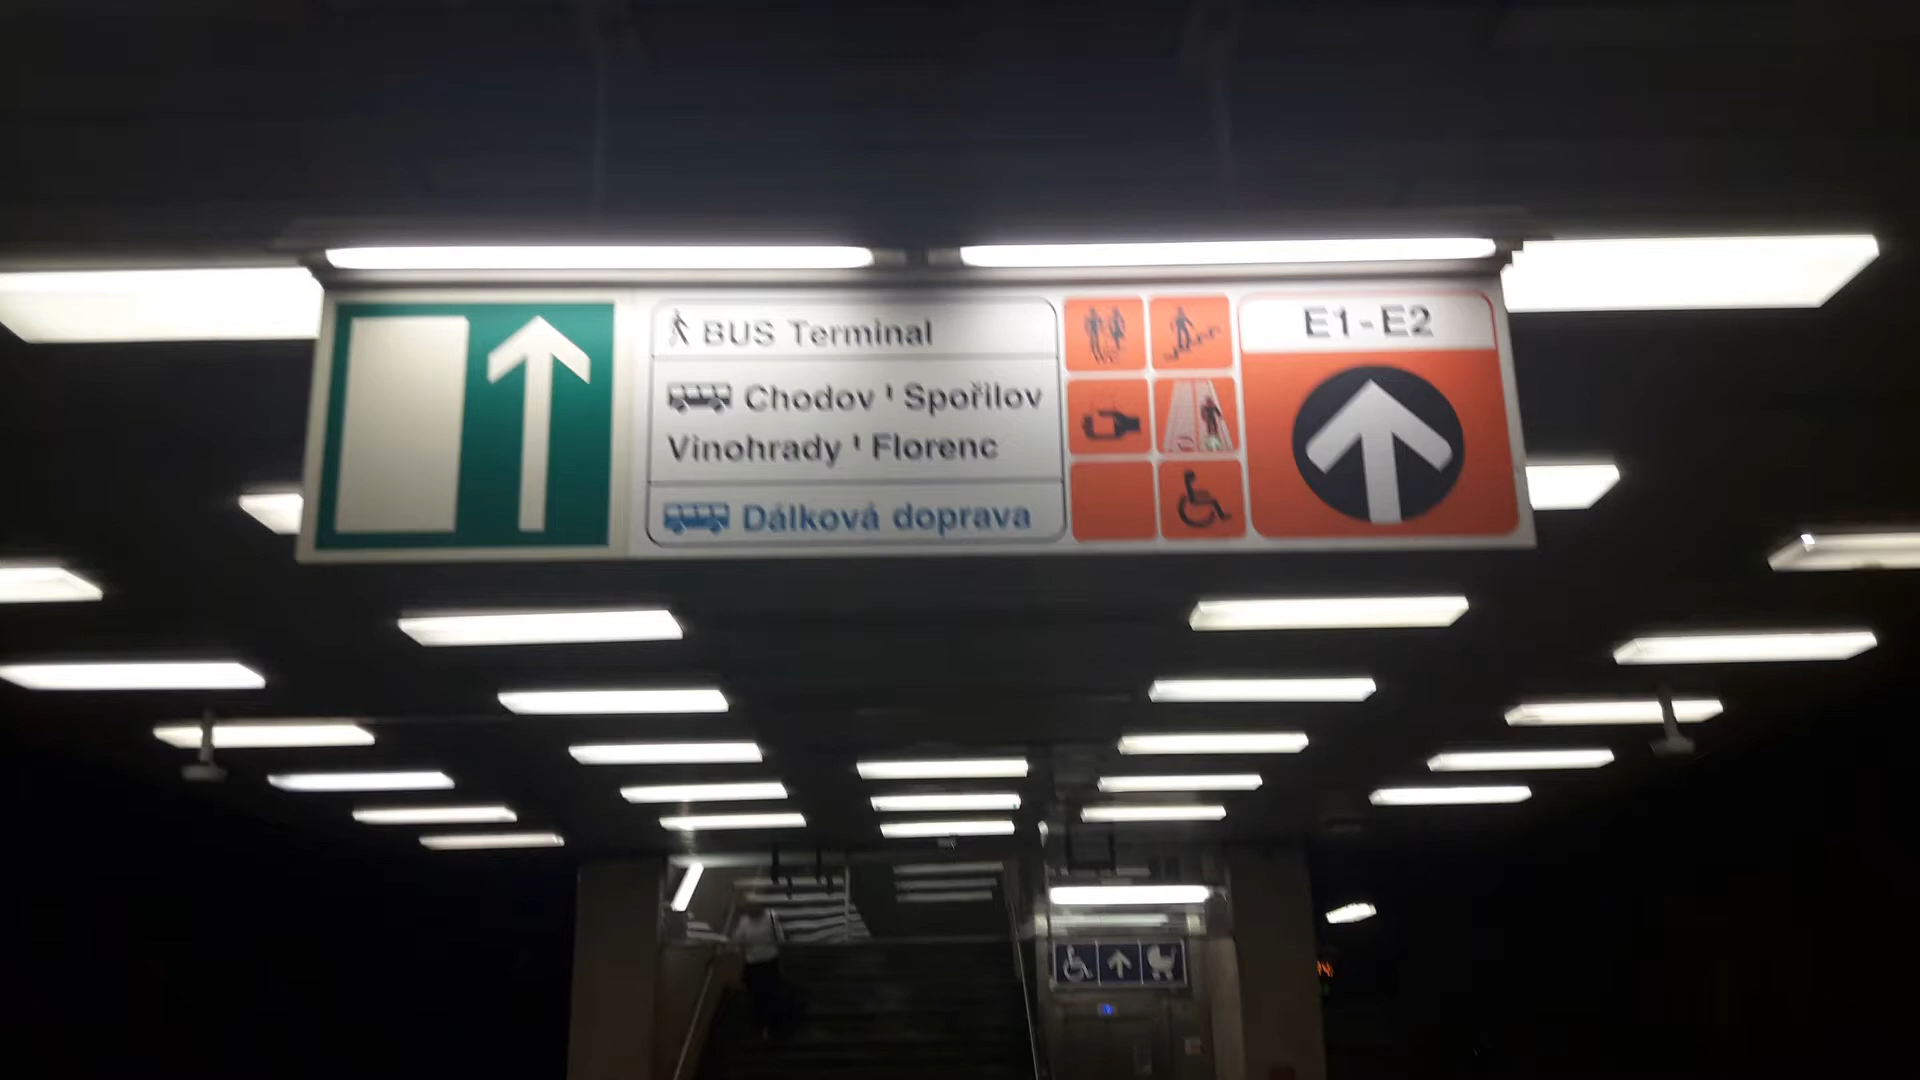 BUS Terminal
Chodov ' Spořilov
Vinohrady ' Florenc
Dálková doprava
E1-E2